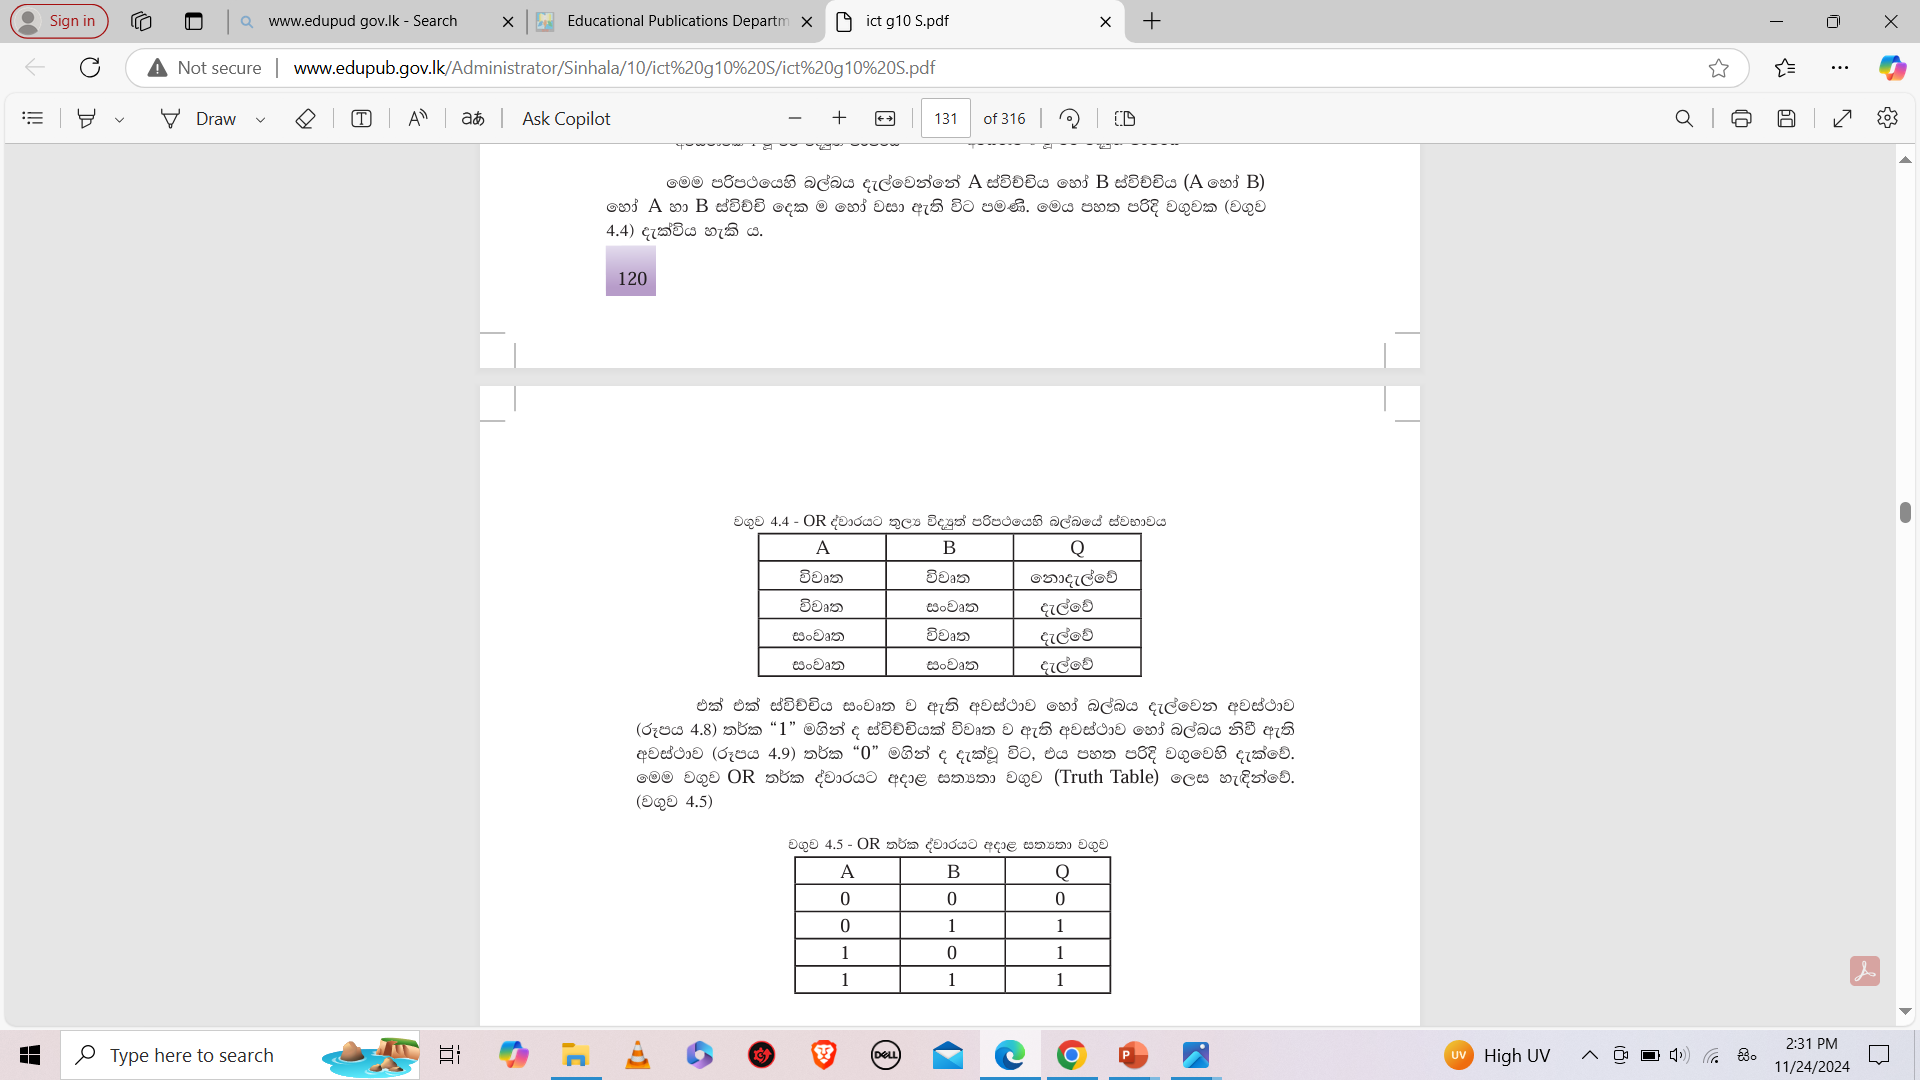 Sign in
www.edupud gov.lk - Search
Educational Publications Departm
ict g10 S.pdf
Not secure
www.edupub.gov.lk/Administrator/Sinhala/10/ict%20g10%20S/ict%20g10%20S.pdf
Draw
Ask Copilot
131 of 316
මෙම පරිපථයෙහි බල්බය දැල්වෙන්නේ A ස්විච්චිය හෝ B ස්විච්චිය (A හෝ B)
හෝ A හා B ස්විච්චි දෙක ම හෝ වසා ඇති විට පමණී. මෙය පහත පරිදි වගුවක (වගුව
4.4) දැක්විය හැකි ය.
120
වගුව 4.4 - OR ද්වාරයට තුල්‍ය විද්‍යුත් පරිපථයෙහි බල්බයේ ස්වභාවය
A B Q
විවෘත විවෘත නොදැල්වේ
විවෘත සංවෘත දැල්වේ
සංවෘත විවෘත දැල්වේ
සංවෘත සංවෘත දැල්වේ
එක් එක් ස්විච්චිය සංවෘත ව ඇති අවස්ථාව හෝ බල්බය දැල්වෙන අවස්ථාව
(රූපය 4.8) තර්ක “1” මගින් ද ස්විච්චියක් විවෘත ව ඇති අවස්ථාව හෝ බල්බය නිවී ඇති
අවස්ථාව (රූපය 4.9) තර්ක “0” මගින් ද දැක්වූ විට, එය පහත පරිදි වගුවෙහි දැක්වේ.
මෙම වගුව OR තර්ක ද්වාරයට අදාළ සත්‍යතා වගුව (Truth Table) ලෙස හැඳින්වේ.
(වගුව 4.5)
වගුව 4.5 - OR තර්ක ද්වාරයට අදාළ සත්‍යතා වගුව
A B Q
0 0 0
0 1 1
1 0 1
1 1 1
Type here to search
DELL
UV High UV
සිං
2:31 PM
11/24/2024